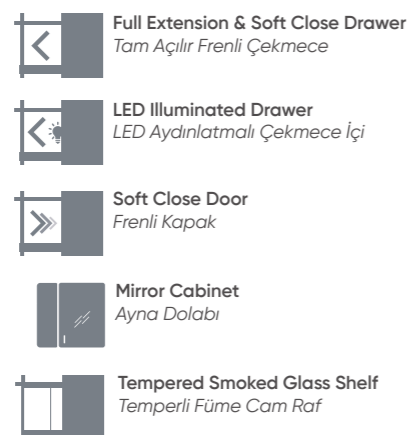 Full Extension & Soft Close Drawer
Tam Açılır Frenli Çekmece
LED Illuminated Drawer
LED Aydınlatmalı Çekmece İçi
Soft Close Door
Frenli Kapak
Mirror Cabinet
Ayna Dolabı
Tempered Smoked Glass Shelf
Temperli Füme Cam Raf